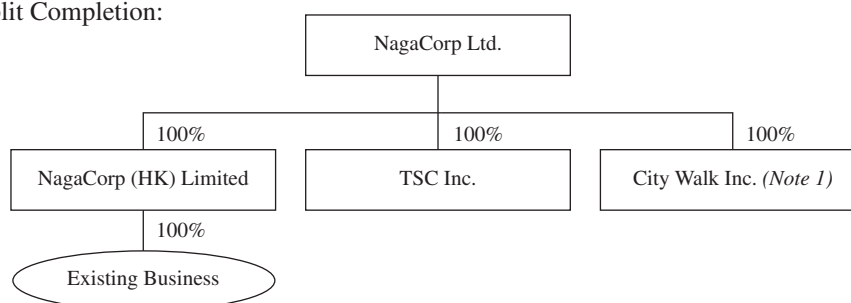 lit Completion:
NagaCorp Ltd.
100% 100% 100%
NagaCorp (HK) Limited TSC Inc. City Walk Inc. (Note 1)
100%
Existing Business